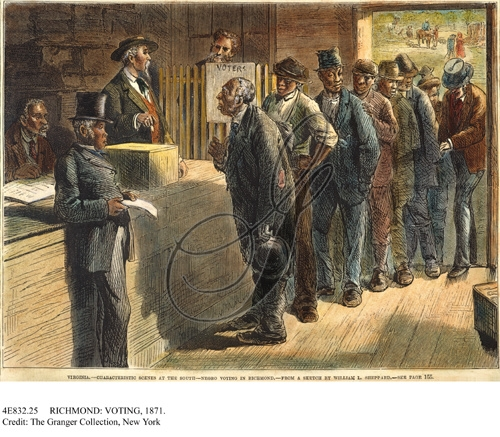 VOTERS
VIRGINIA.—CHARACTERISTIC SCENES AT THE SOUTH—NEGRO VOTING IN RICHMOND.—FROM A SKETCH BY WILLIAM L. SHEPPARD.—SEE PAGE
4E832.25 RICHMOND: VOTING, 1871.
Credit: The Granger Collection, New York